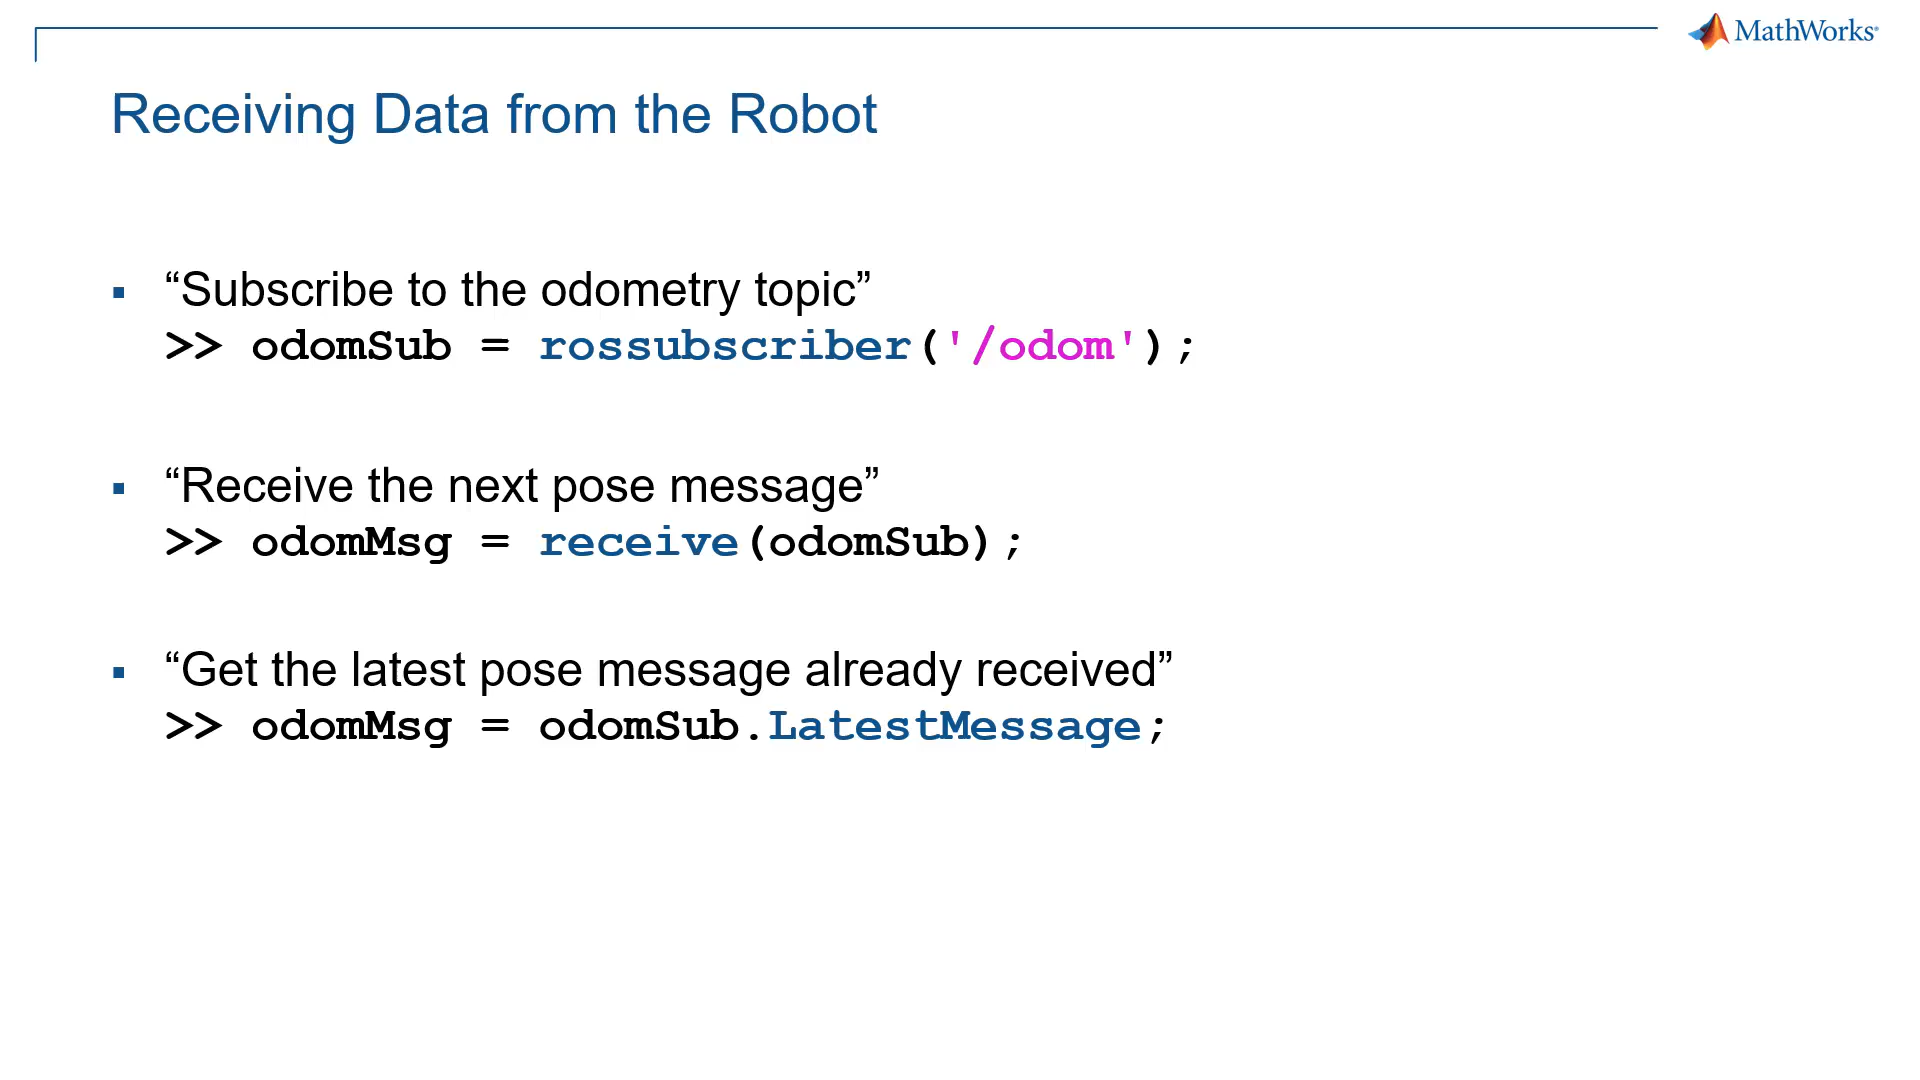 MathWorks®
Receiving Data from the Robot
▪ “Subscribe to the odometry topic”
>> odomSub = rossubscriber('/odom');
▪ “Receive the next pose message”
>> odomMsg = receive(odomSub);
▪ “Get the latest pose message already received”
>> odomMsg = odomSub.LatestMessage;